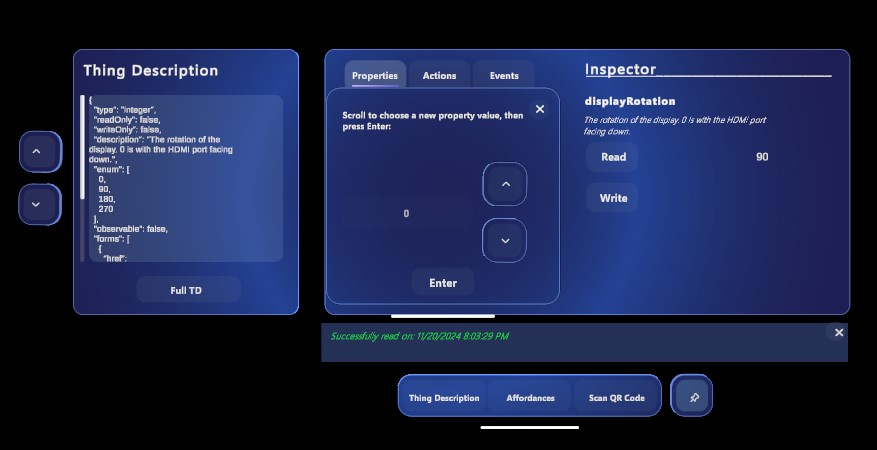 Thing Description
{
"type": "integer",
"readOnly": false,
"writeOnly": false,
"description": "The rotation of the
display. 0 is with the HDMI port facing
down.",
"enum": [
0,
90,
180,
270
],
"observable": false,
"forms": [
{
"href":
Full TD
Properties
Actions
Events
Scroll to choose a new property value, then
press Enter:
0
Enter
Inspector
displayRotation
The rotation of the display. 0 is with the HDMI port
facing down.
Read
90
Write
Successfully read on: 11/20/2024 8:03:29 PM
Thing Description
Affordances
Scan QR Code